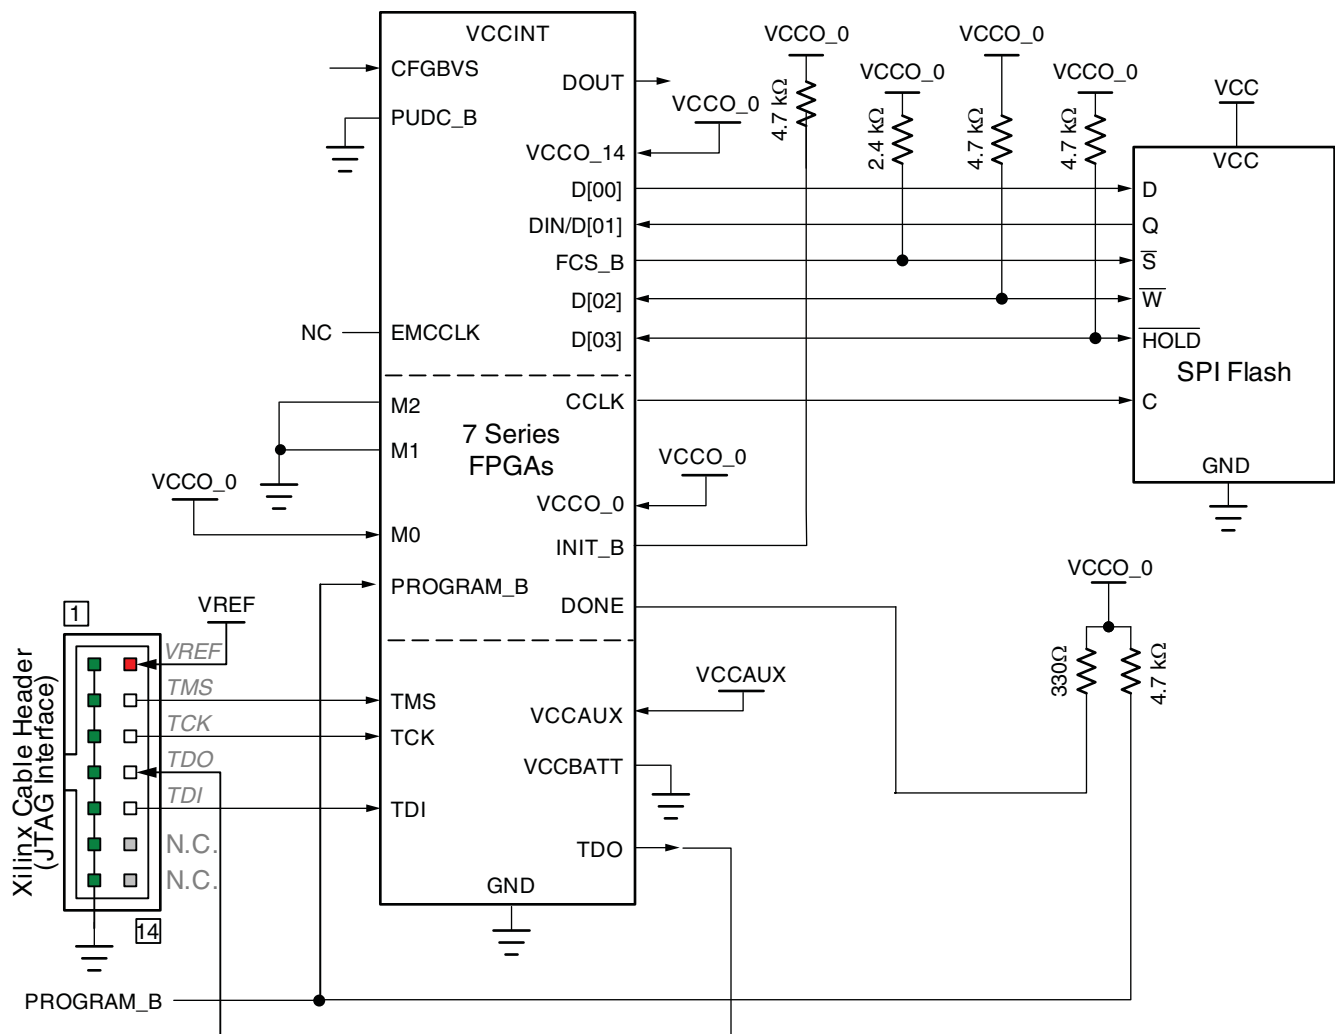 VCCINT
CFGBVS
PUDC_B
DOUT
VCCO_0
VCCO_14
D[00]
DIN/D[01]
FCS_B
D[02]
D[03]
NC
EMCCLK
M2
M1
VCCO_0
M0
PROGRAM_B
7 Series
FPGAs
CCLK
VCCO_0
VCCO_0
INIT_B
DONE
VCCO_0
4.7 kΩ
VCCO_0
2.4 kΩ
VCCO_0
4.7 kΩ
VCCO_0
4.7 kΩ
VCC
VCC
D
Q
S
W
HOLD
SPI Flash
C
GND
VCCO_0
330Ω
4.7 kΩ
1
VREF
VREF
TMS
TCK
TDO
TDI
N.C.
N.C.
14
Xilinx Cable Header
(JTAG Interface)
TMS
TCK
TDI
VCCAUX
VCCAUX
VCCBATT
TDO
GND
PROGRAM_B